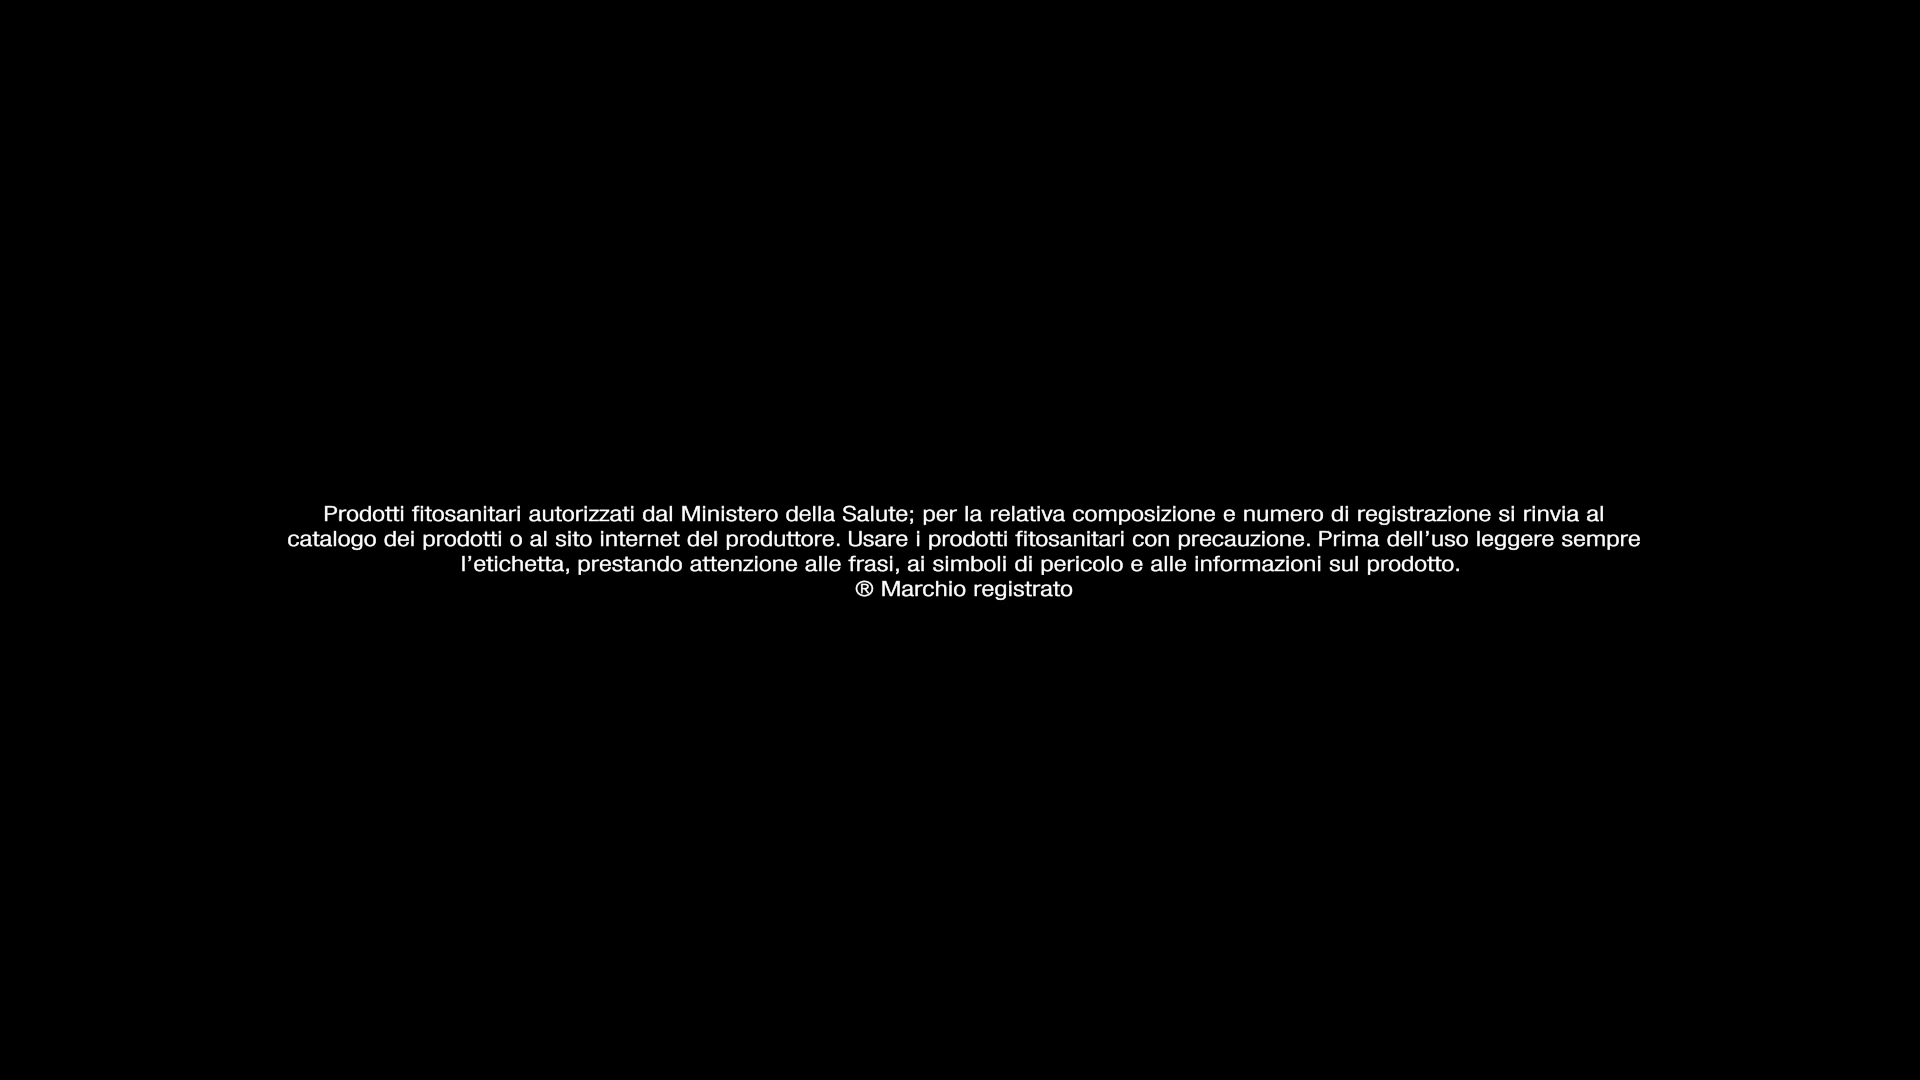 Prodotti fitosanitari autorizzati dal Ministero della Salute; per la relativa composizione e numero di registrazione si rinvia al
catalogo dei prodotti o al sito internet del produttore. Usare i prodotti fitosanitari con precauzione. Prima dell’uso leggere sempre
l’etichetta, prestando attenzione alle frasi, ai simboli di pericolo e alle informazioni sul prodotto.
® Marchio registrato